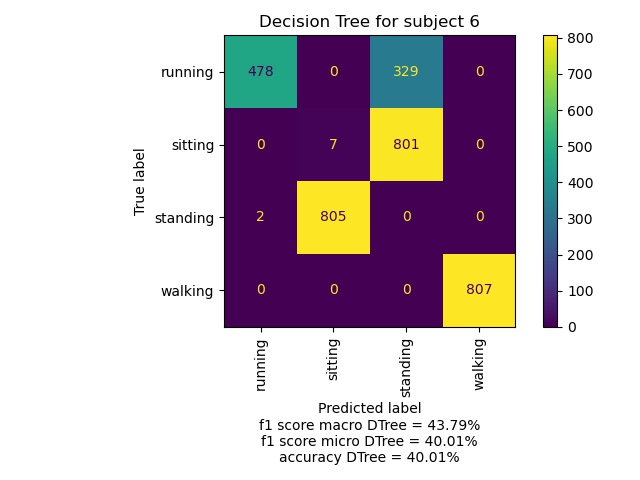 Decision Tree for subject 6
running 478 0 329 0
sitting 0 7 801 0
standing 2 805 0 0
walking 0 0 0 807
True label
running sitting standing walking
Predicted label
f1 score macro DTree = 43.79%
f1 score micro DTree = 40.01%
accuracy DTree = 40.01%
800
700
600
500
400
300
200
100
0